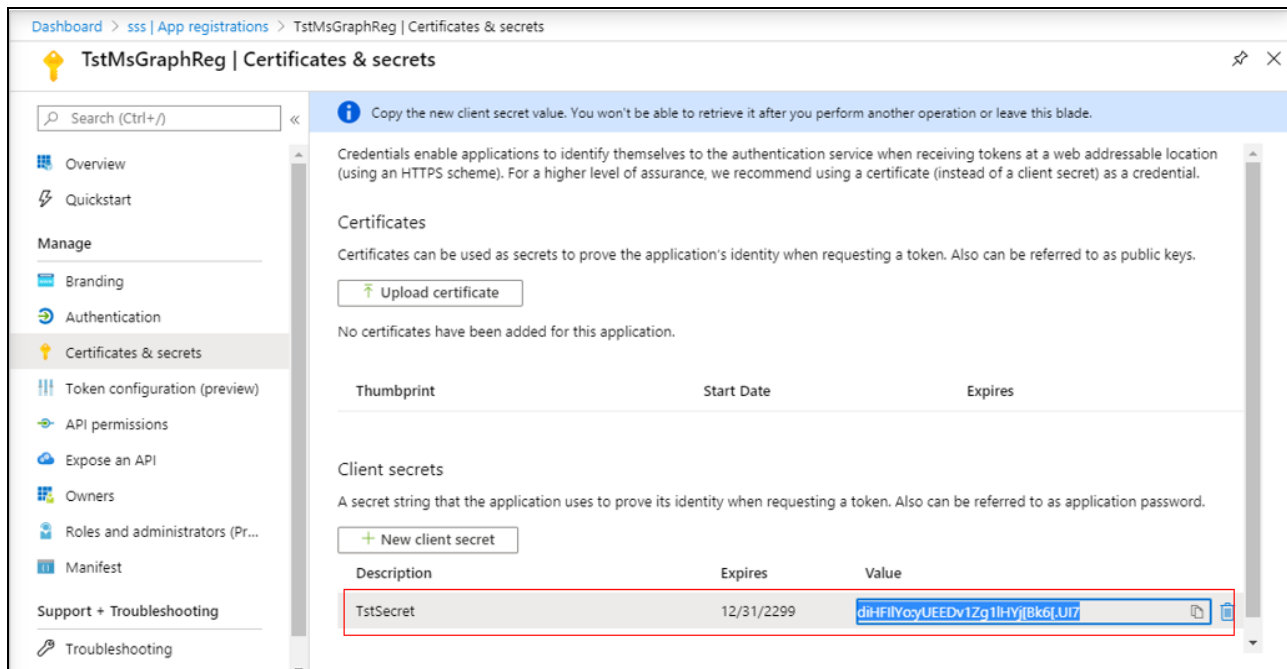 Dashboard > sss | App registrations > TstMsGraphReg | Certificates & secrets
TstMsGraphReg | Certificates & secrets
Search (Ctrl+/)
Overview
Quickstart
Manage
Branding
Authentication
Certificates & secrets
Token configuration (preview)
API permissions
Expose an API
Owners
Roles and administrators (Pr...
Manifest
Support + Troubleshooting
Troubleshooting
Copy the new client secret value. You won't be able to retrieve it after you perform another operation or leave this blade.
Credentials enable applications to identify themselves to the authentication service when receiving tokens at a web addressable location
(using an HTTPS scheme). For a higher level of assurance, we recommend using a certificate (instead of a client secret) as a credential.
Certificates
Certificates can be used as secrets to prove the application's identity when requesting a token. Also can be referred to as public keys.
Upload certificate
No certificates have been added for this application.
Thumbprint Start Date Expires
Client secrets
A secret string that the application uses to prove its identity when requesting a token. Also can be referred to as application password.
New client secret
Description Expires Value
TstSecret 12/31/2299